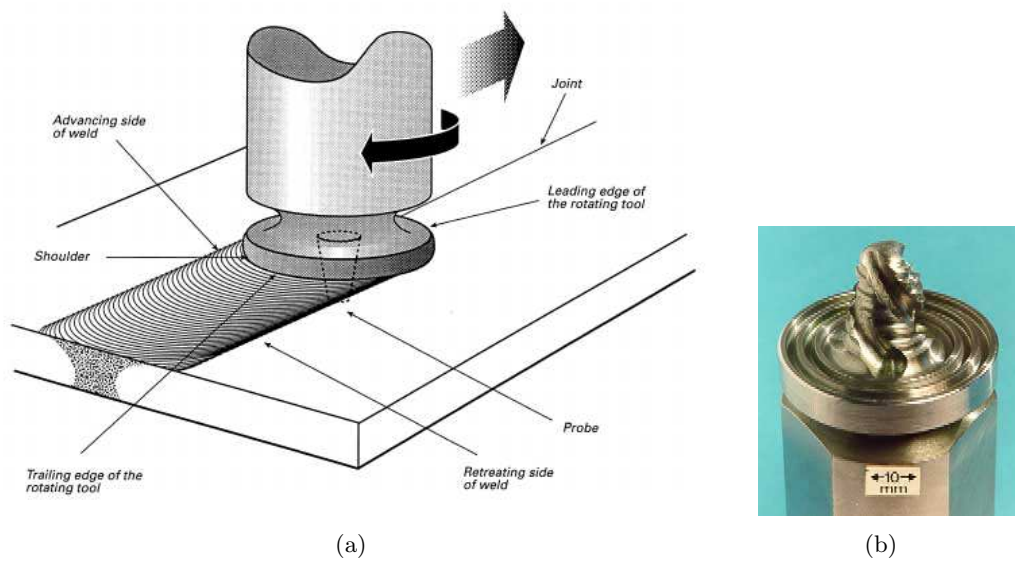 Joint
Advancing side
of weld
Leading edge of
the rotating tool
Shoulder
Probe
Trailing edge of the
rotating tool
Retreating side
of weld
10
mm
(a)
(b)